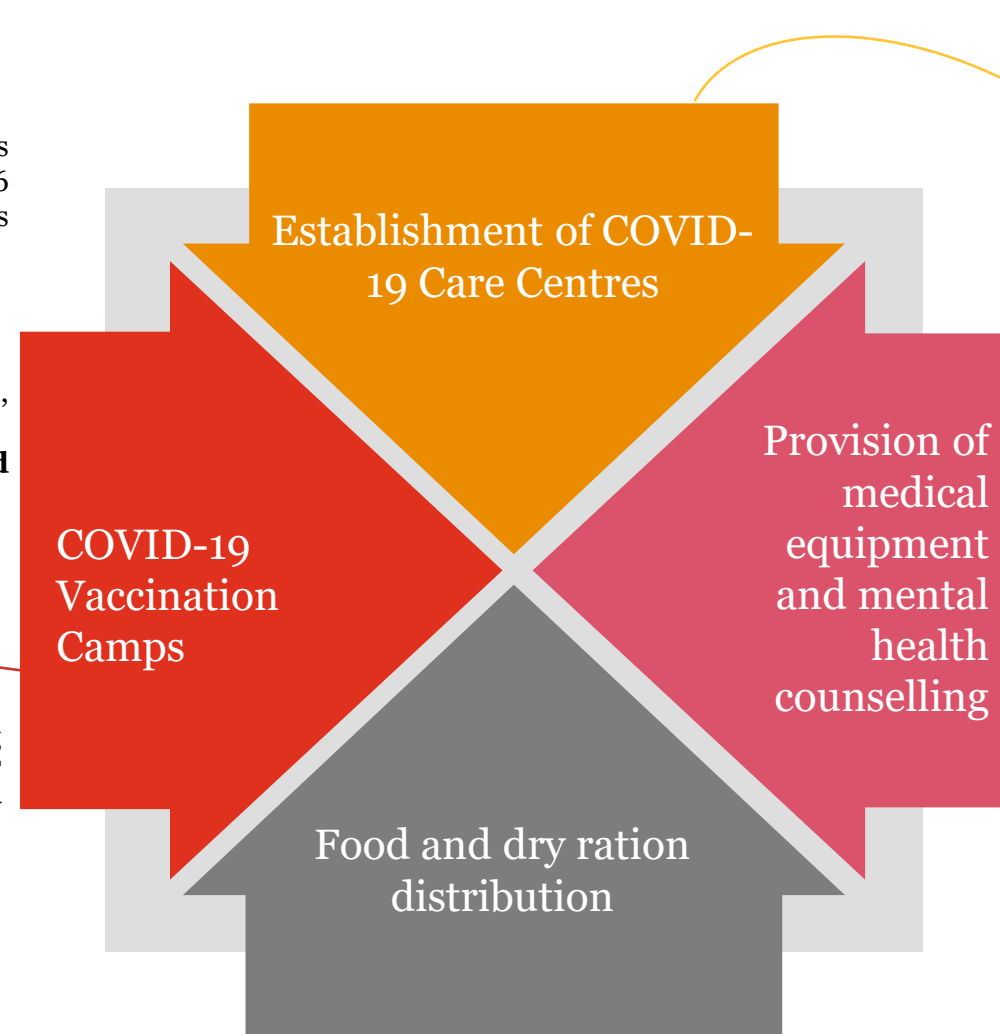 Establishment of COVID-
19 Care Centres
Provision of
medical
equipment
and mental
health
counselling
COVID-19
Vaccination
Camps
Food and dry ration
distribution